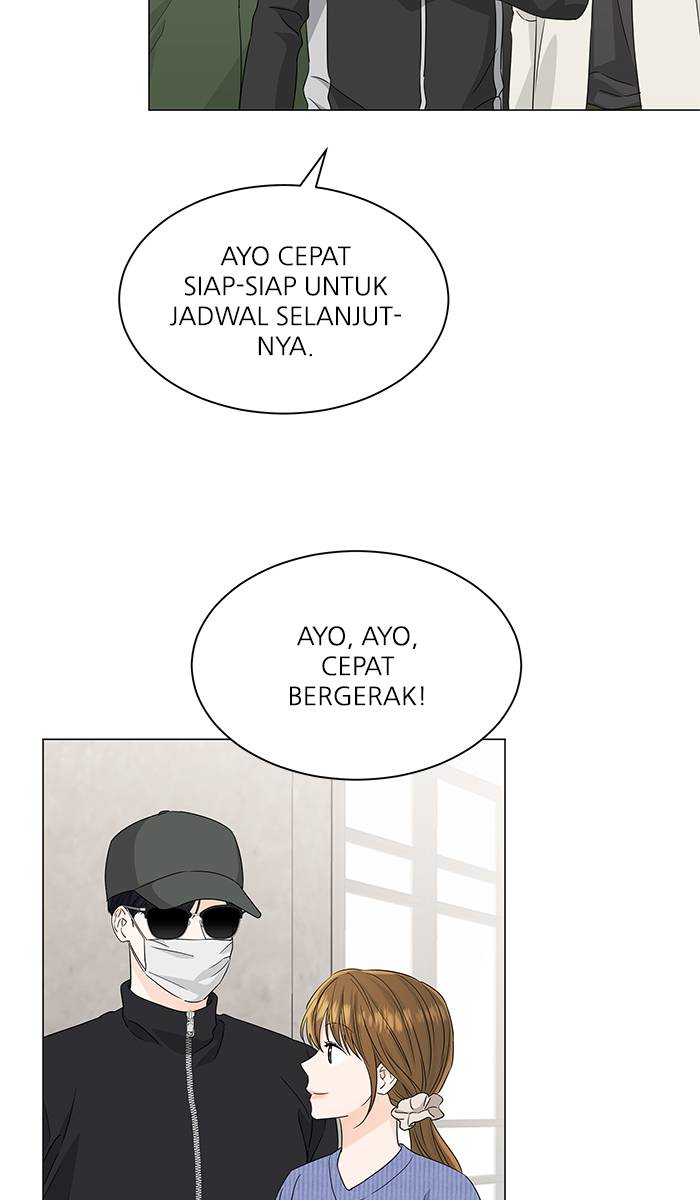 AYO CEPAT
SIAP-SIAP UNTUK
JADWAL SELANJUT-
NYA.
AYO, AYO,
CEPAT
BERGERAK!